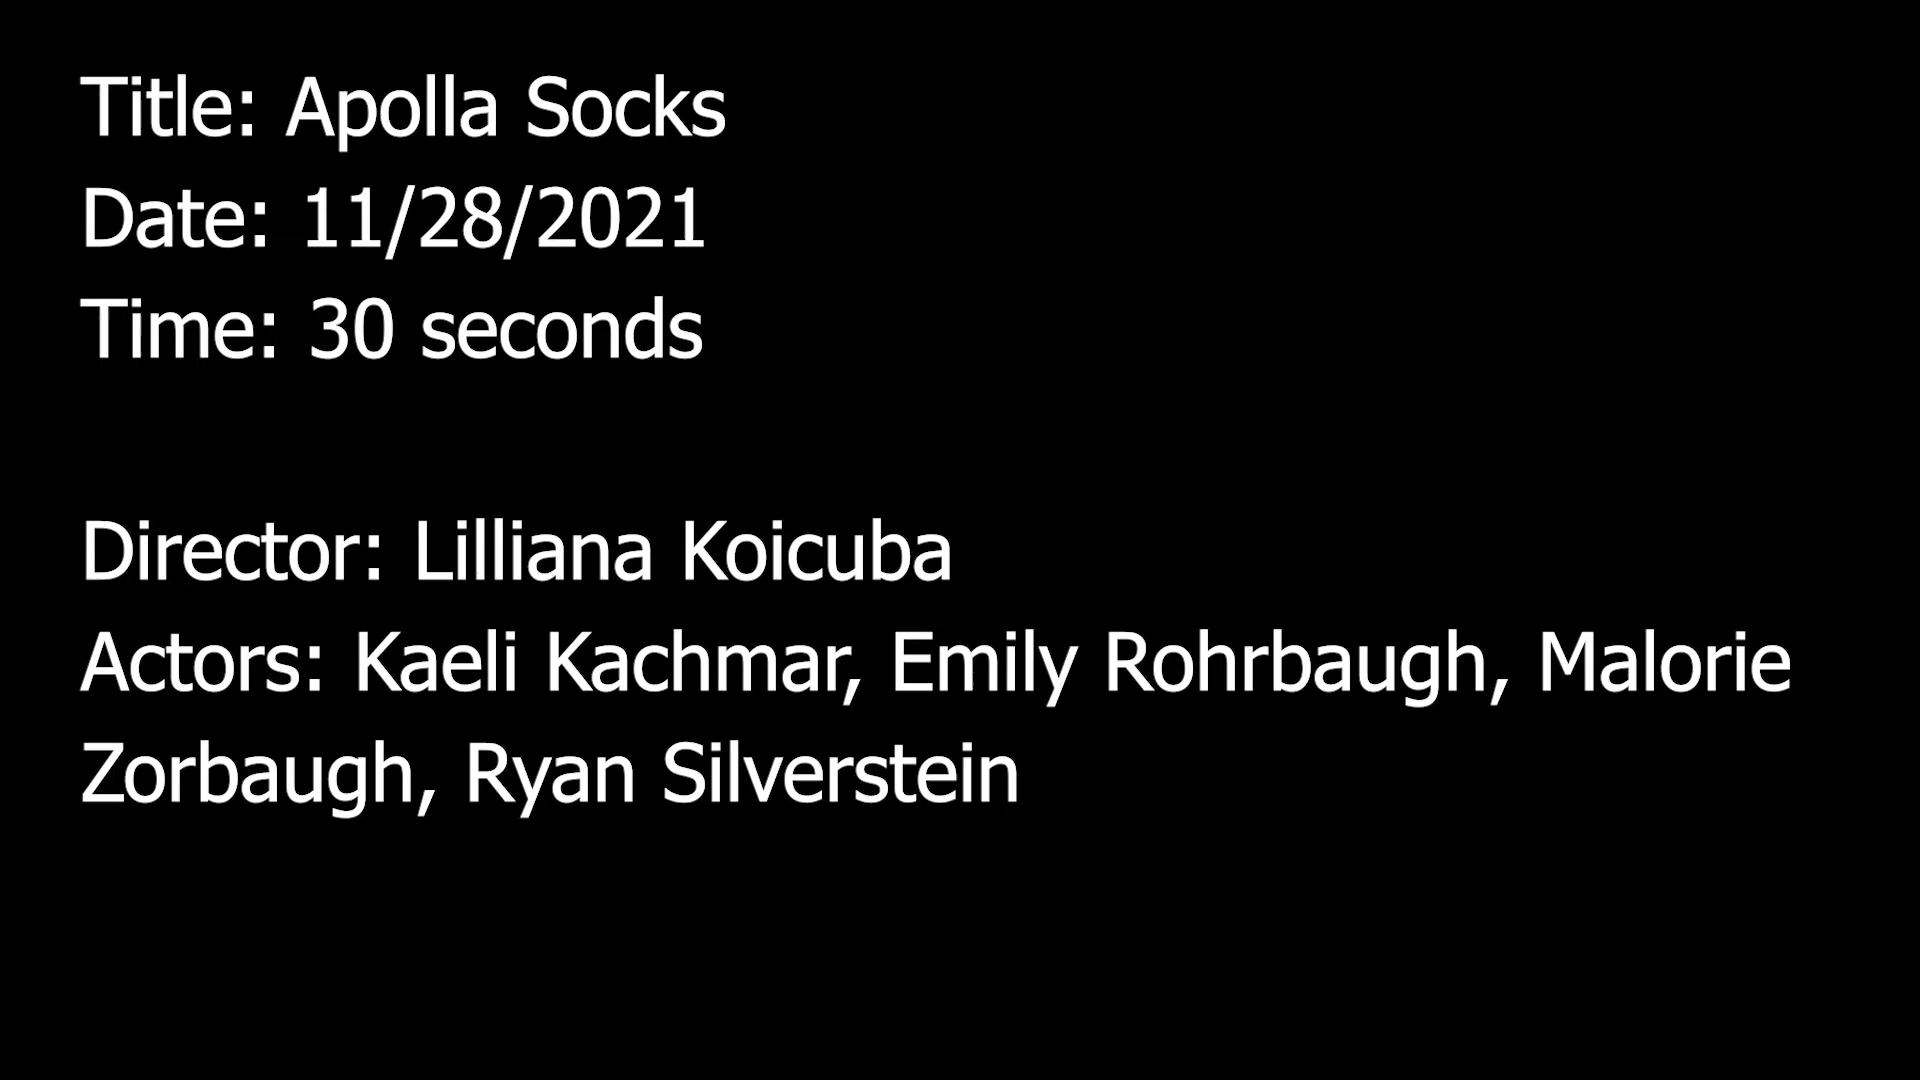 Title: Apolla Socks
Date: 11/28/2021
Time: 30 seconds
Director: Lilliana Koicuba
Actors: Kaeli Kachmar, Emily Rohrbaugh, Malorie
Zorbaugh, Ryan Silverstein